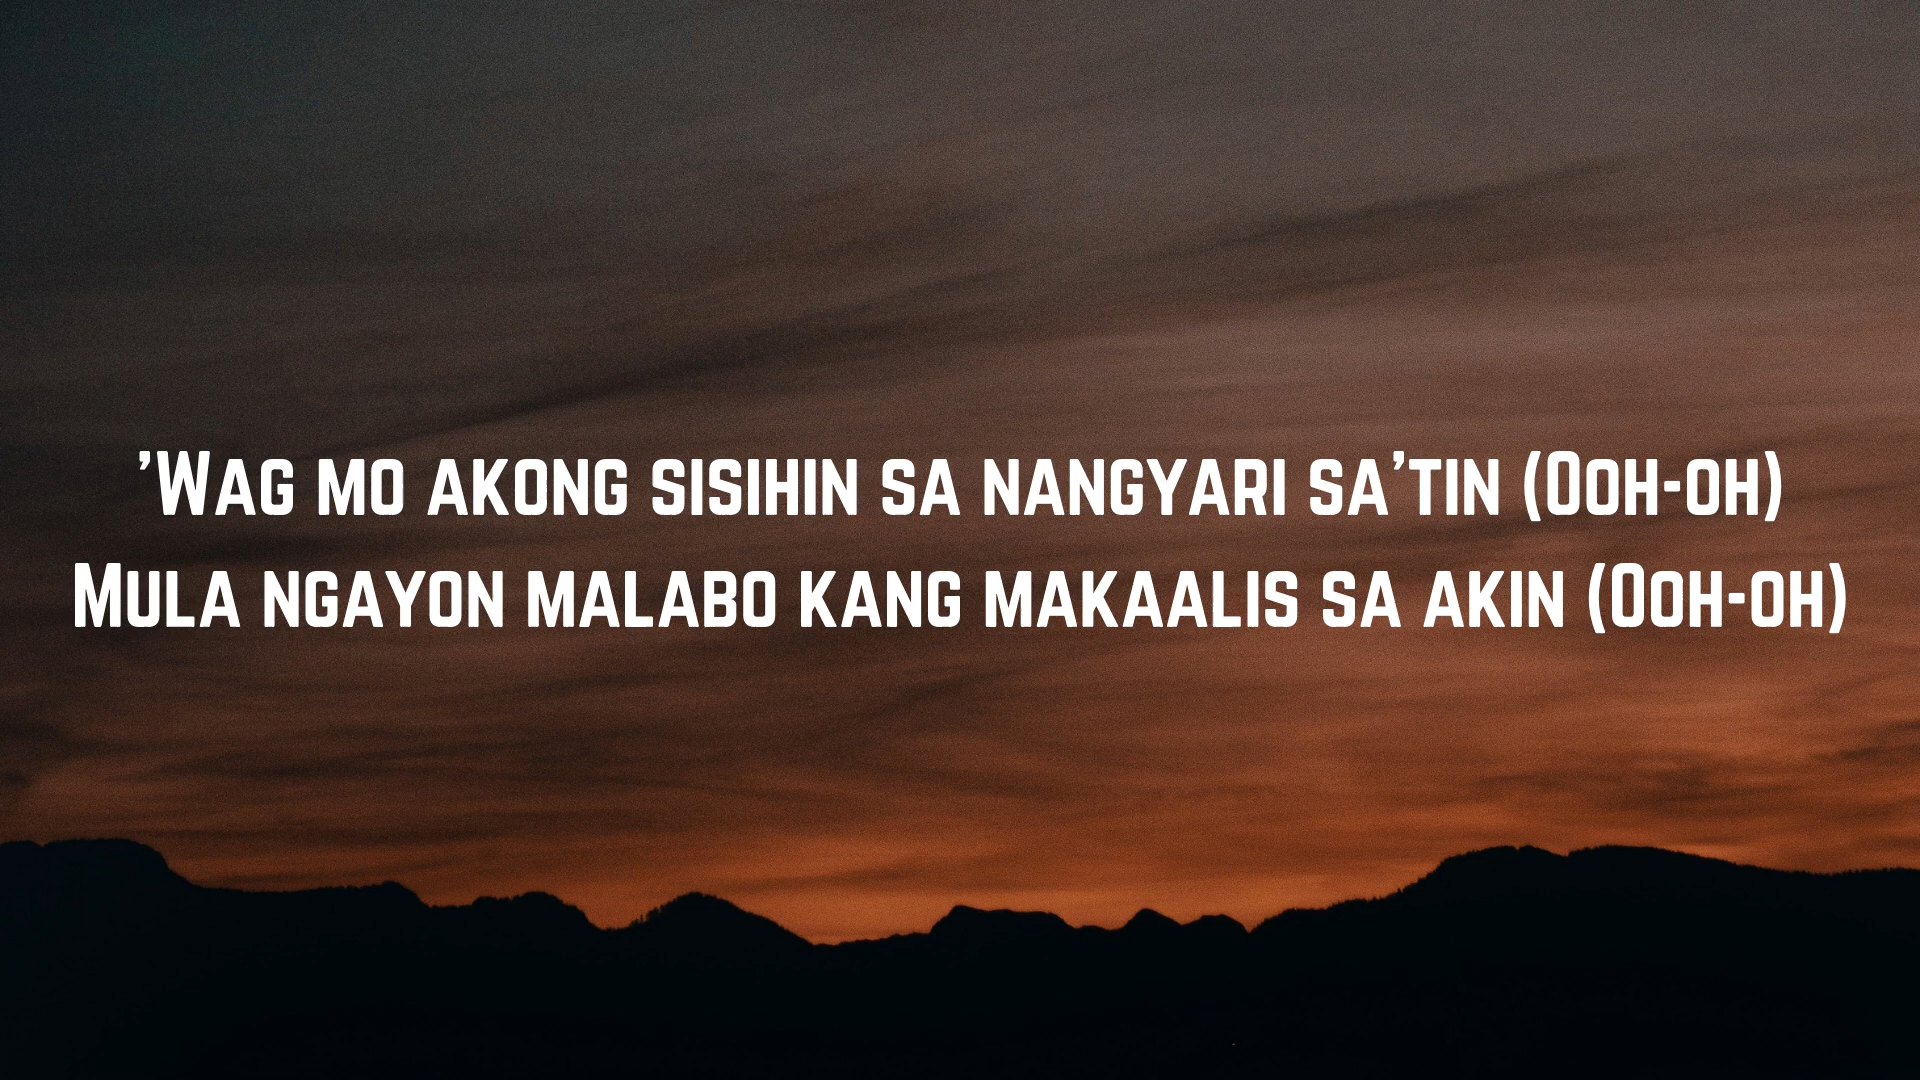 'Wag mo akong sisihin sa nangyari sa'tin (Ooh-oh)
Mula ngayon malabo kang makaalis sa akin (Ooh-oh)